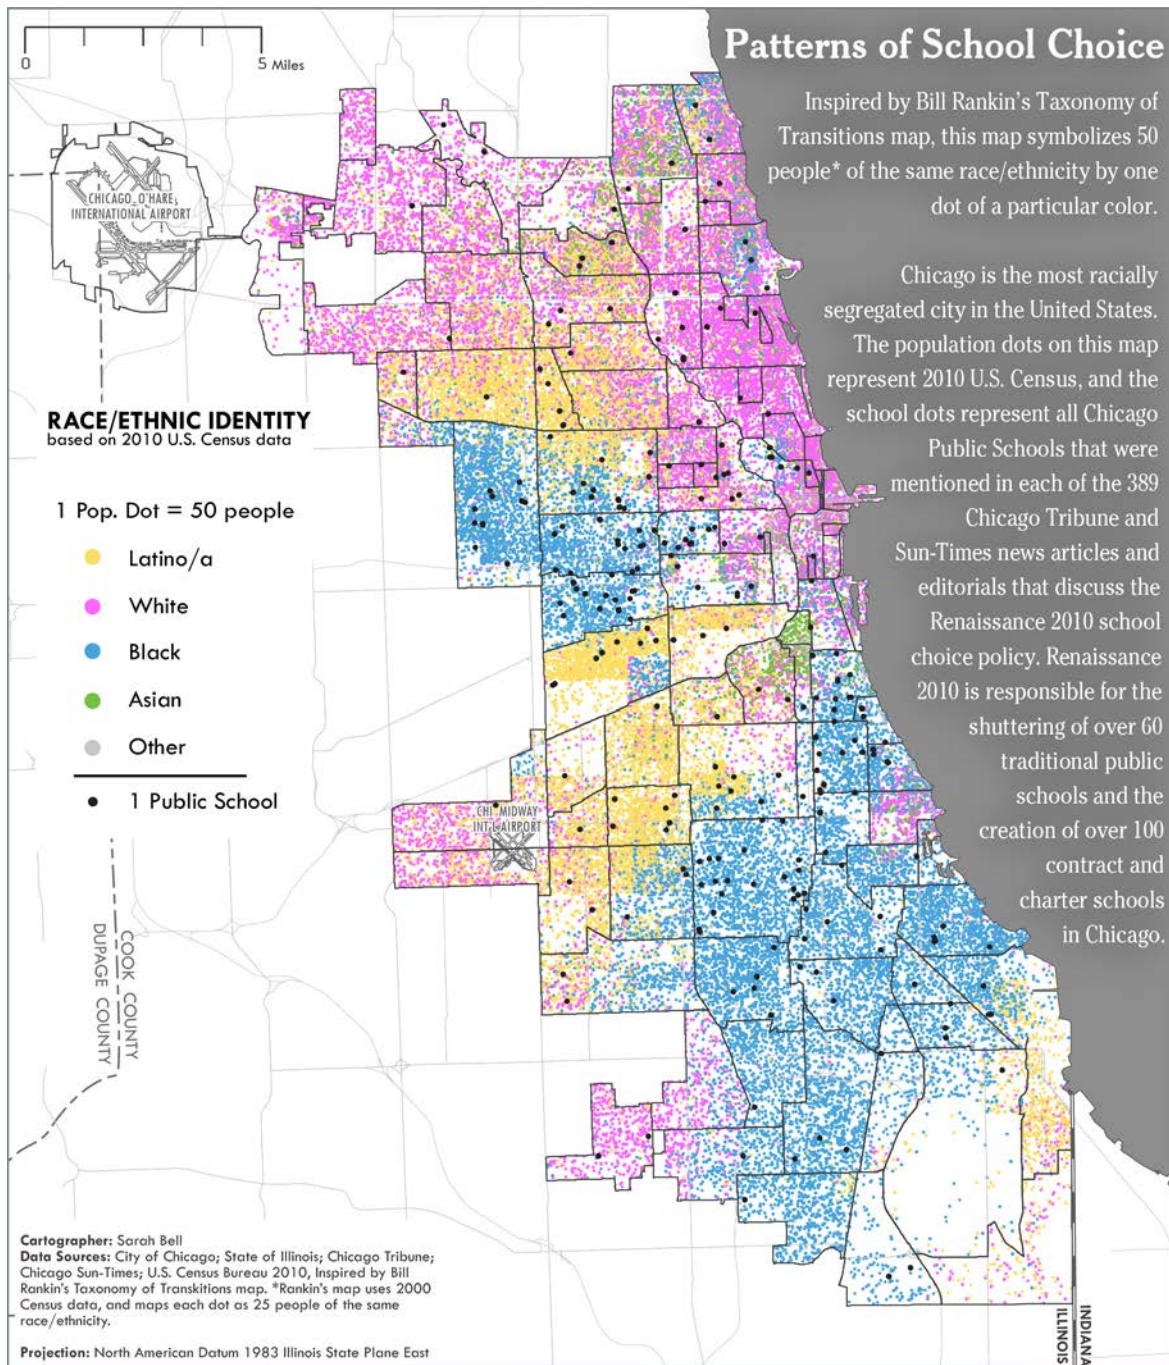 0
5 Miles
Patterns of School Choice
Inspired by Bill Rankin's Taxonomy of
Transitions map, this map symbolizes 50
people* of the same race/ethnicity by one
dot of a particular color.
Chicago is the most racially
segregated city in the United States.
The population dots on this map
represent 2010 U.S. Census, and the
school dots represent all Chicago
Public Schools that were
mentioned in each of the 389
Chicago Tribune and
Sun-Times news articles and
editorials that discuss the
Renaissance 2010 school
choice policy. Renaissance
2010 is responsible for the
shuttering of over 60
traditional public
schools and the
creation of over 100
contract and
charter schools
in Chicago.
CHICAGO O'HARE
INTERNATIONAL AIRPORT
RACE/ETHNIC IDENTITY
based on 2010 U.S. Census data
1 Pop. Dot = 50 people
Latino/a
White
Black
Asian
Other
1 Public School
CHI MIDWAY
INT'L AIRPORT
COOK COUNTY
DUPAGE COUNTY
Cartographer: Sarah Bell
Data Sources: City of Chicago; State of Illinois; Chicago Tribune;
Chicago Sun-Times; U.S. Census Bureau 2010, Inspired by Bill
Rankin's Taxonomy of Transkitions map. *Rankin's map uses 2000
Census data, and maps each dot as 25 people of the same
race/ethnicity.
Projection: North American Datum 1983 Illinois State Plane East
INDIANA
ILLINOIS